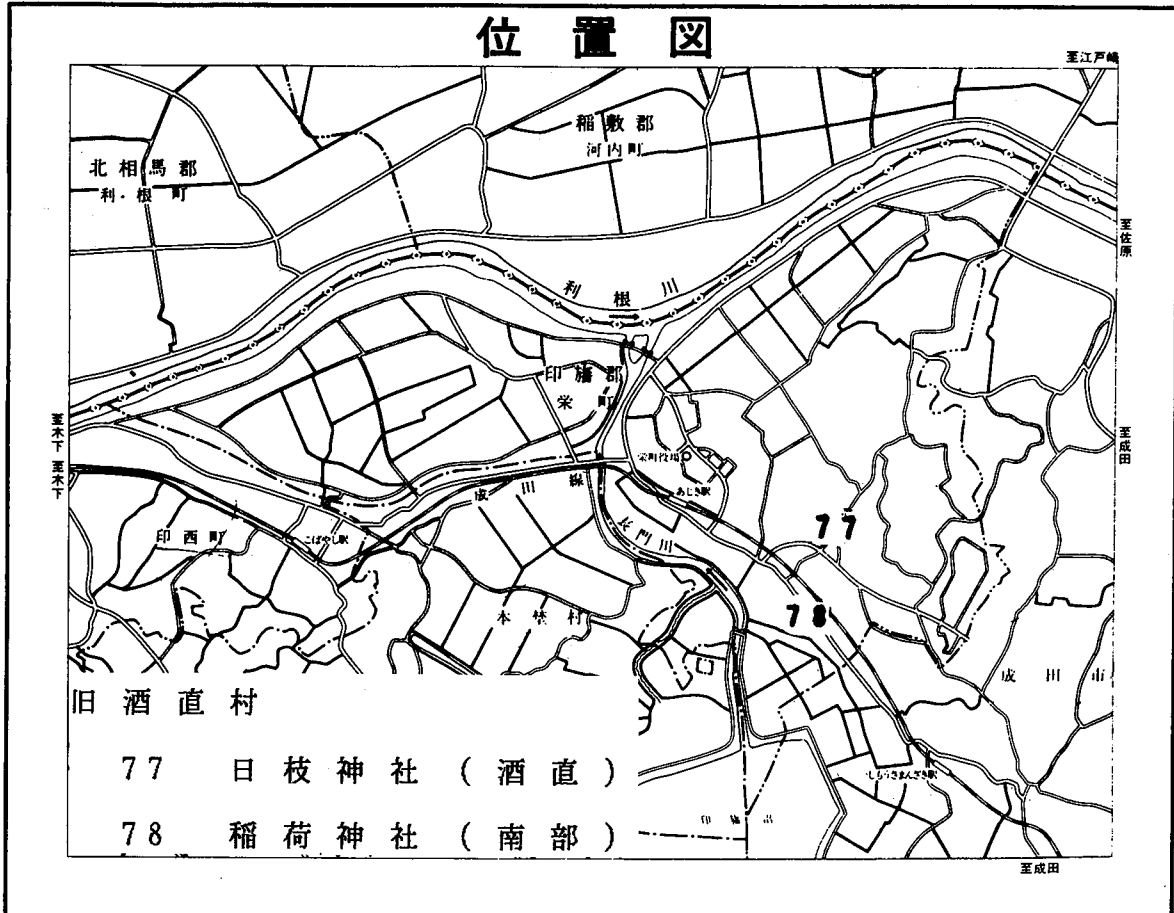 位置図
至江戸崎
稲敷郡
河内町
北相馬郡
利根町
至佐原
利根川
印旛郡
栄町
至木下
至木下
至成田
栄町役場
あじき駅
成田線
印西町
こばやし駅
長門川
77
本埜村
78
成田市
旧酒直村
77 日枝神社(酒直)
78 稲荷神社(南部)
しもうさまんざき駅
至成田